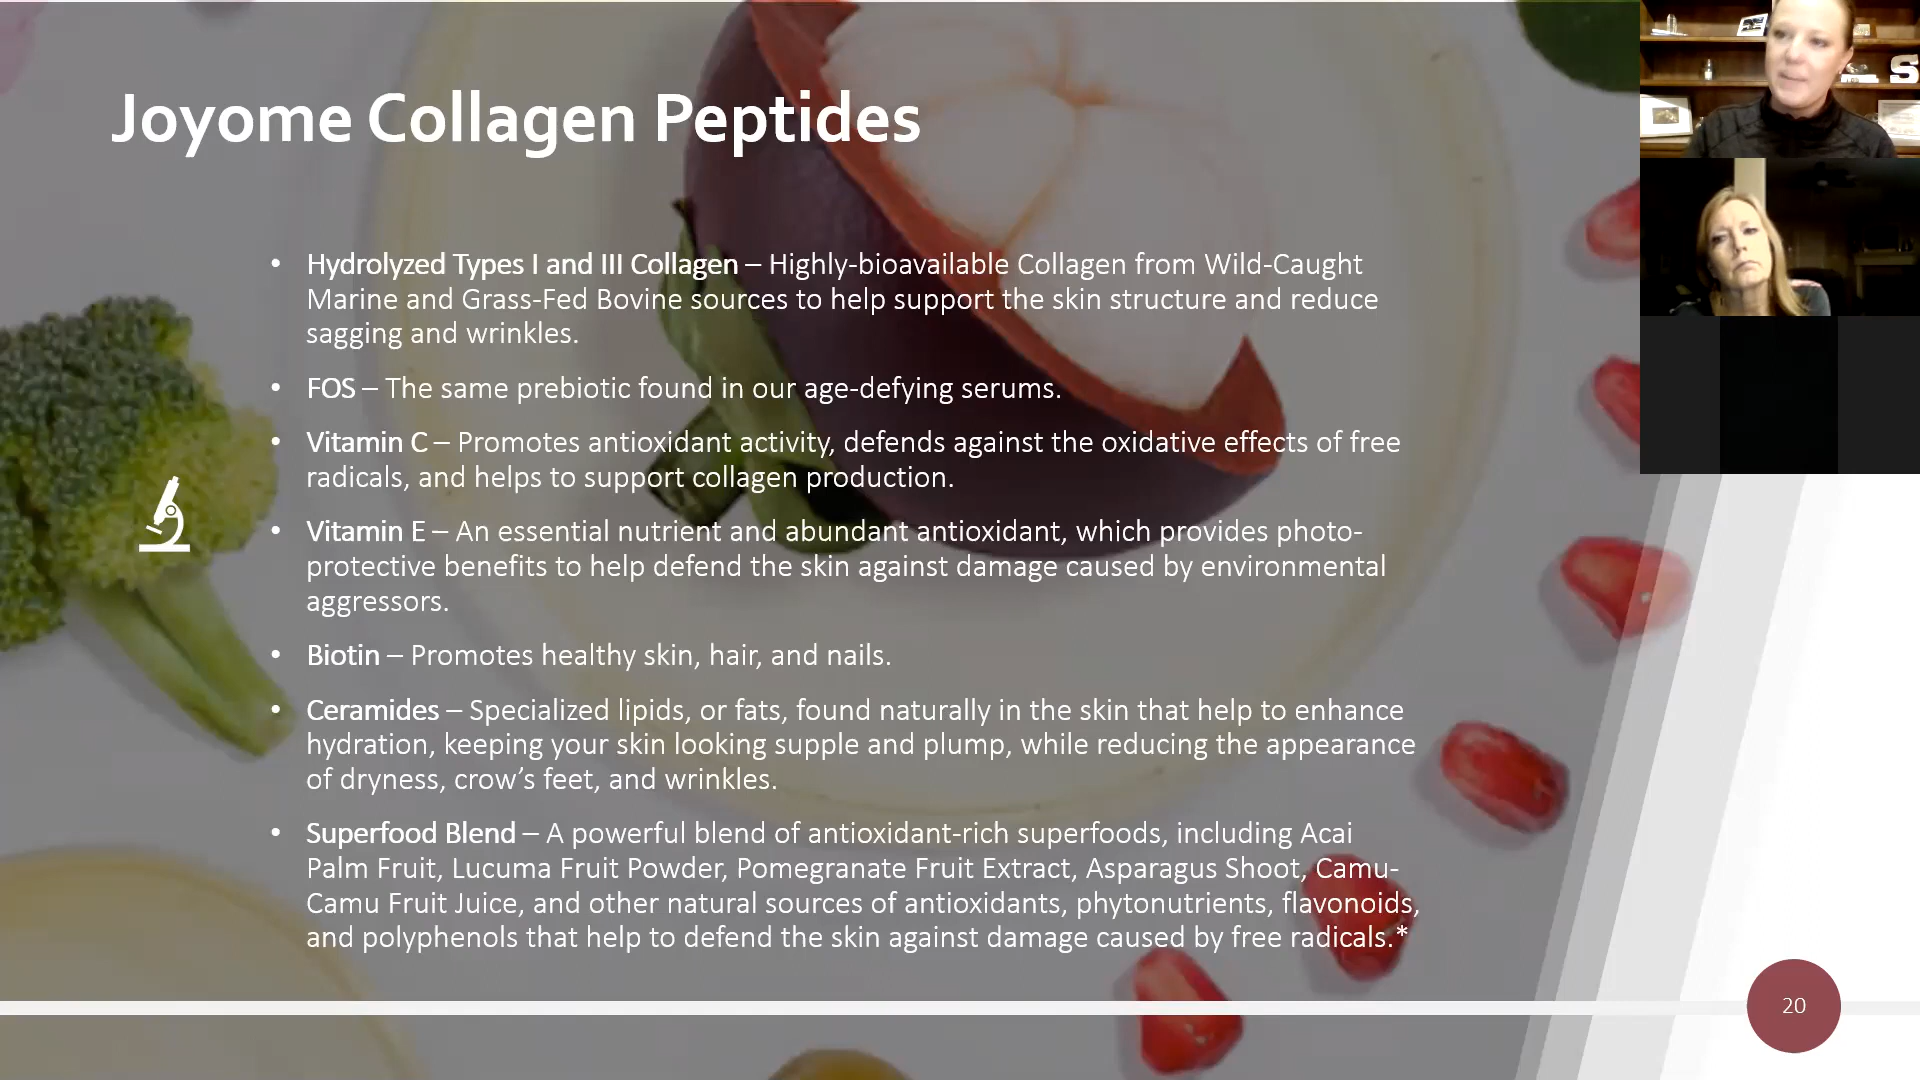 Joyome Collagen Peptides
• Hydrolyzed Types I and III Collagen – Highly-bioavailable Collagen from Wild-Caught
Marine and Grass-Fed Bovine sources to help support the skin structure and reduce
sagging and wrinkles.
• FOS – The same prebiotic found in our age-defying serums.
• Vitamin C – Promotes antioxidant activity, defends against the oxidative effects of free
radicals, and helps to support collagen production.
• Vitamin E – An essential nutrient and abundant antioxidant, which provides photo-
protective benefits to help defend the skin against damage caused by environmental
aggressors.
• Biotin – Promotes healthy skin, hair, and nails.
• Ceramides – Specialized lipids, or fats, found naturally in the skin that help to enhance
hydration, keeping your skin looking supple and plump, while reducing the appearance
of dryness, crow’s feet, and wrinkles.
• Superfood Blend – A powerful blend of antioxidant-rich superfoods, including Acai
Palm Fruit, Lucuma Fruit Powder, Pomegranate Fruit Extract, Asparagus Shoot, Camu-
Camu Fruit Juice, and other natural sources of antioxidants, phytonutrients, flavonoids,
and polyphenols that help to defend the skin against damage caused by free radicals.*
20
S